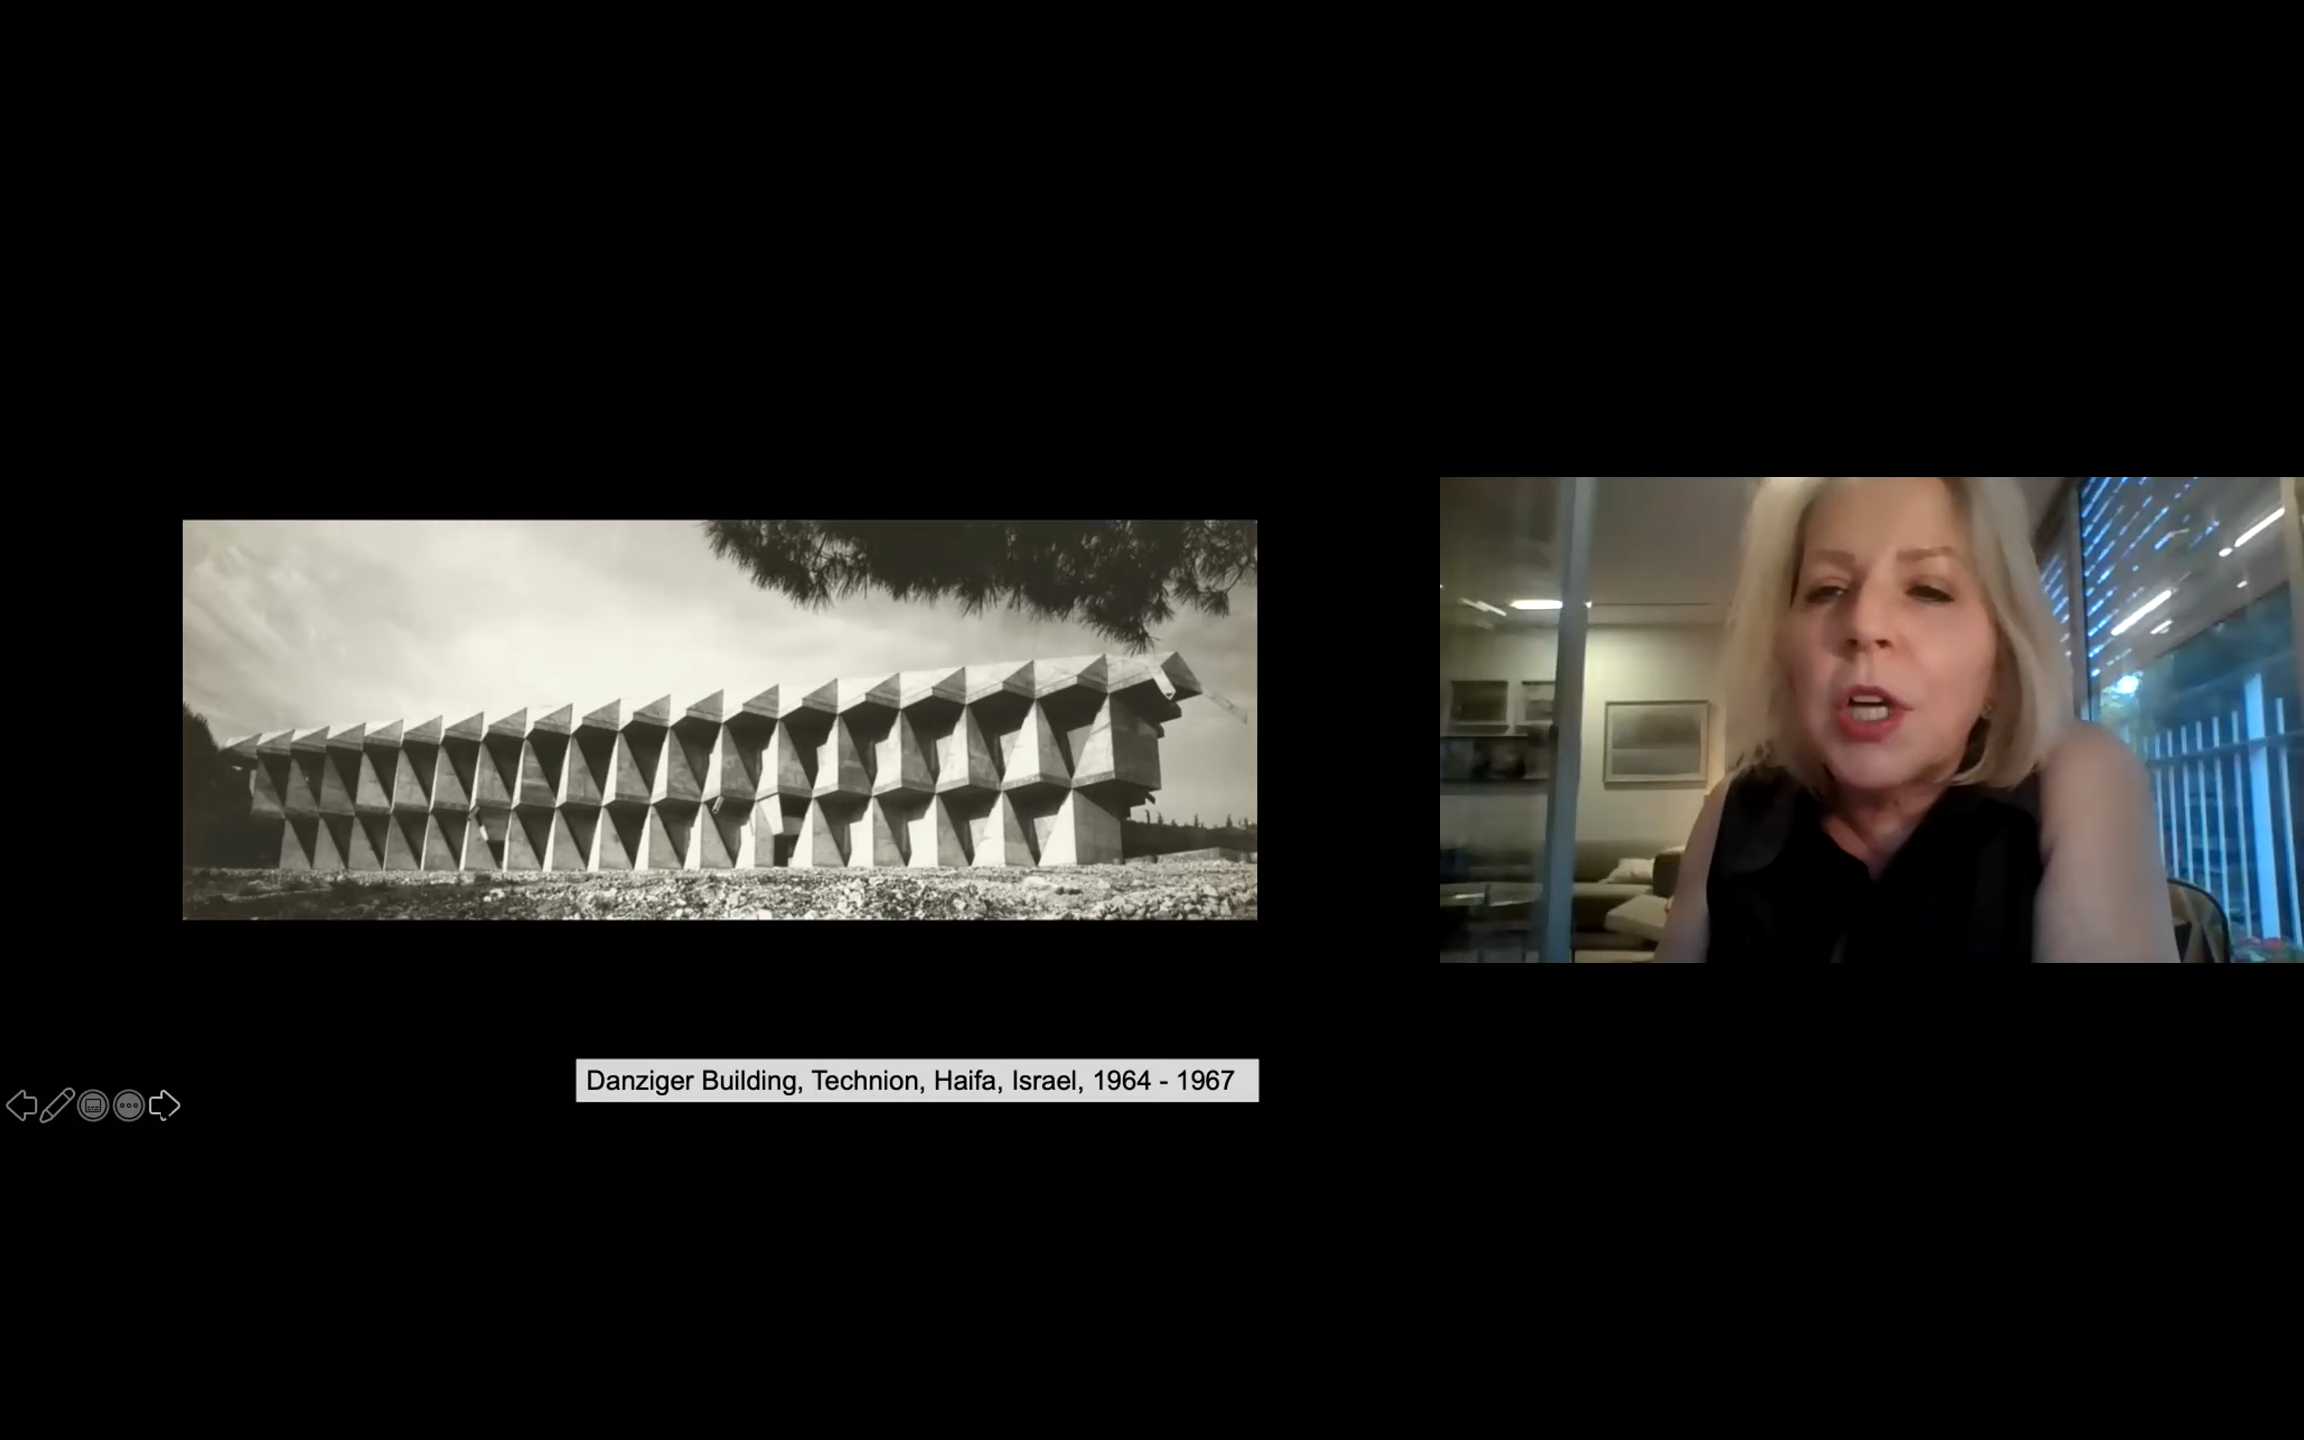 Danziger Building, Technion, Haifa, Israel, 1964 - 1967